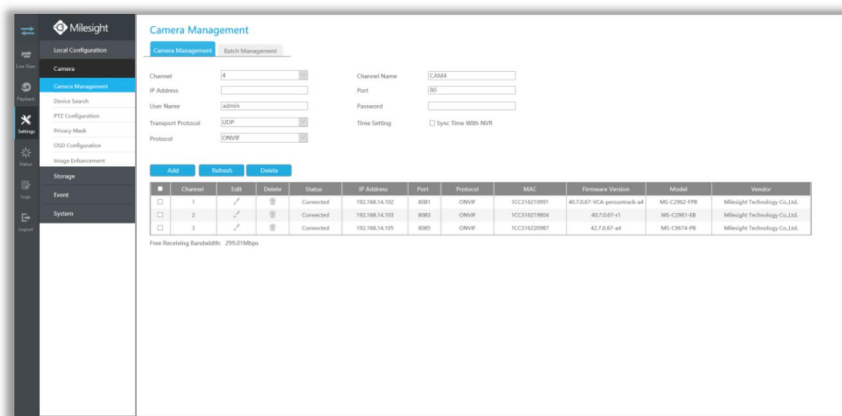 Milesight
Camera Management
Local Configuration
Camera Management Batch Management
Live View
Camera
Channel 4 Channel Name CAM4
Camera Management
IP Address Port 80
Playback
Device Search
User Name admin Password
PTZ Configuration
Transport Protocol UDP Time Setting Sync Time With NVR
Settings
Privacy Mask
Protocol ONVIF
OSD Configuration
Image Enhancement
Status
Add Refresh Delete
Storage
Channel Edit Delete Status IP Address Port Protocol MAC Firmware Version Model Vendor
Event
1 Connected 192.168.14.102 8081 ONVIF 1CC316210991 40.7.0.67-VCA-persontrack-a4 MS-C2962-FPB Milesight Technology Co.,Ltd.
Logs
System
2 Connected 192.168.14.103 8083 ONVIF 1CC316219804 40.7.0.67-r1 MS-C2961-EB Milesight Technology Co.,Ltd.
Logout
3 Connected 192.168.14.105 8085 ONVIF 1CC316220987 42.7.0.67-a4 MS-C9674-PB Milesight Technology Co.,Ltd.
Free Receiving Bandwidth: 299.01Mbps